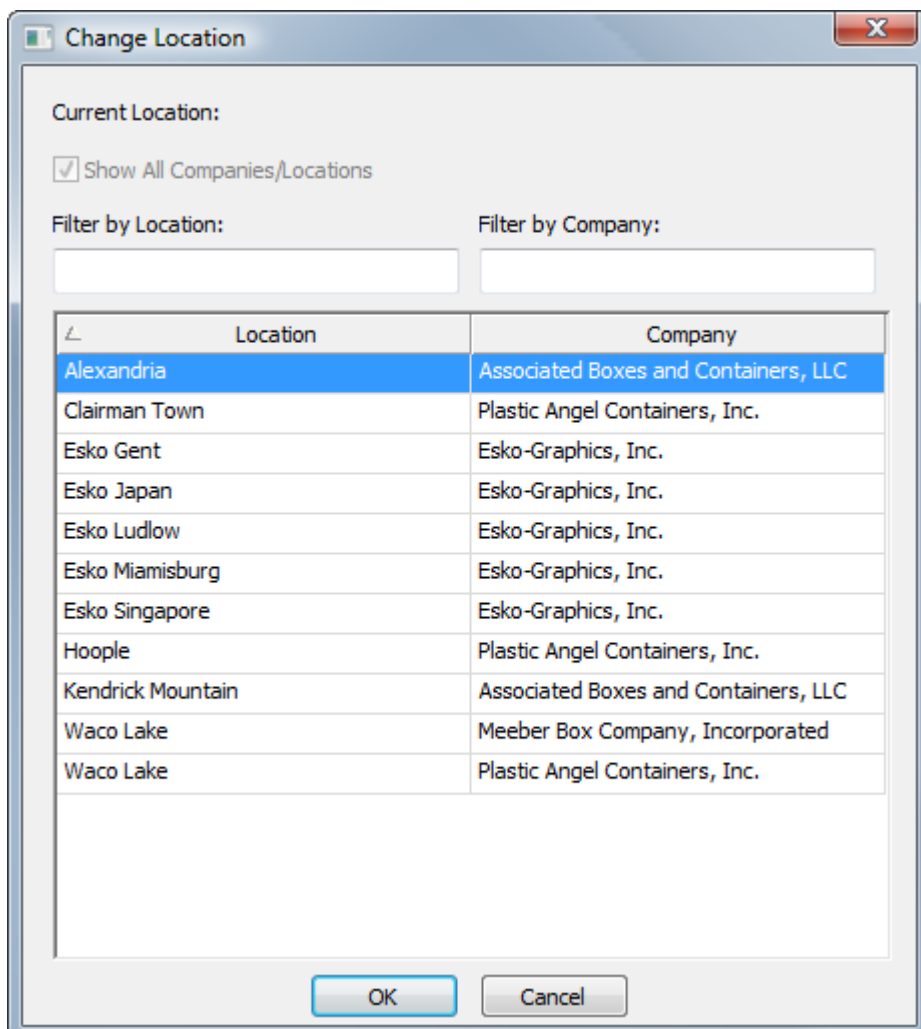 Change Location
Current Location:
Show All Companies/Locations
Filter by Location: Filter by Company:
Location Company
Alexandria Associated Boxes and Containers, LLC
Clairman Town Plastic Angel Containers, Inc.
Esko Gent Esko-Graphics, Inc.
Esko Japan Esko-Graphics, Inc.
Esko Ludlow Esko-Graphics, Inc.
Esko Miamisburg Esko-Graphics, Inc.
Esko Singapore Esko-Graphics, Inc.
Hoople Plastic Angel Containers, Inc.
Kendrick Mountain Associated Boxes and Containers, LLC
Waco Lake Meeber Box Company, Incorporated
Waco Lake Plastic Angel Containers, Inc.
OK Cancel